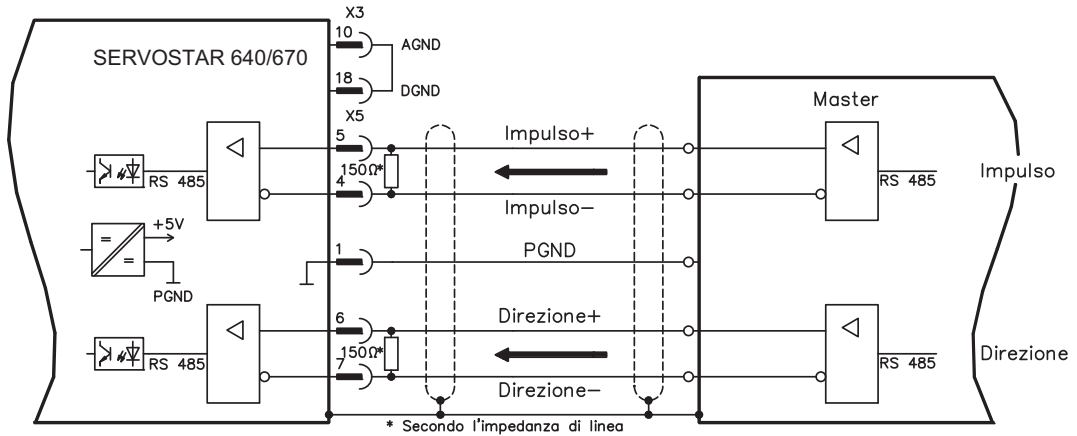 X3
10
AGND
SERVOSTAR 640/670
18
DGND
X5
Master
5
Impulso+
150Ω*
RS 485
RS 485
Impulso
4
Impulso−
+5V
=
=
1
PGND
PGND
6
Direzione+
150Ω*
RS 485
RS 485
Direzione
7
Direzione−
* Secondo l'impedanza di linea